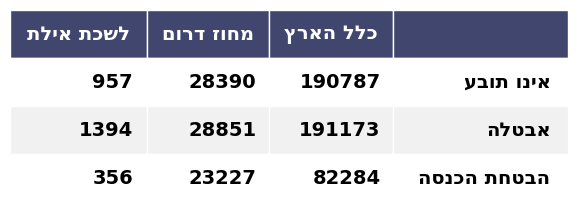 כלל הארץ מחוז דרום לשכת אילת
אינו תובע 190787 28390 957
אבטלה 191173 28851 1394
הבטחת הכנסה 82284 23227 356